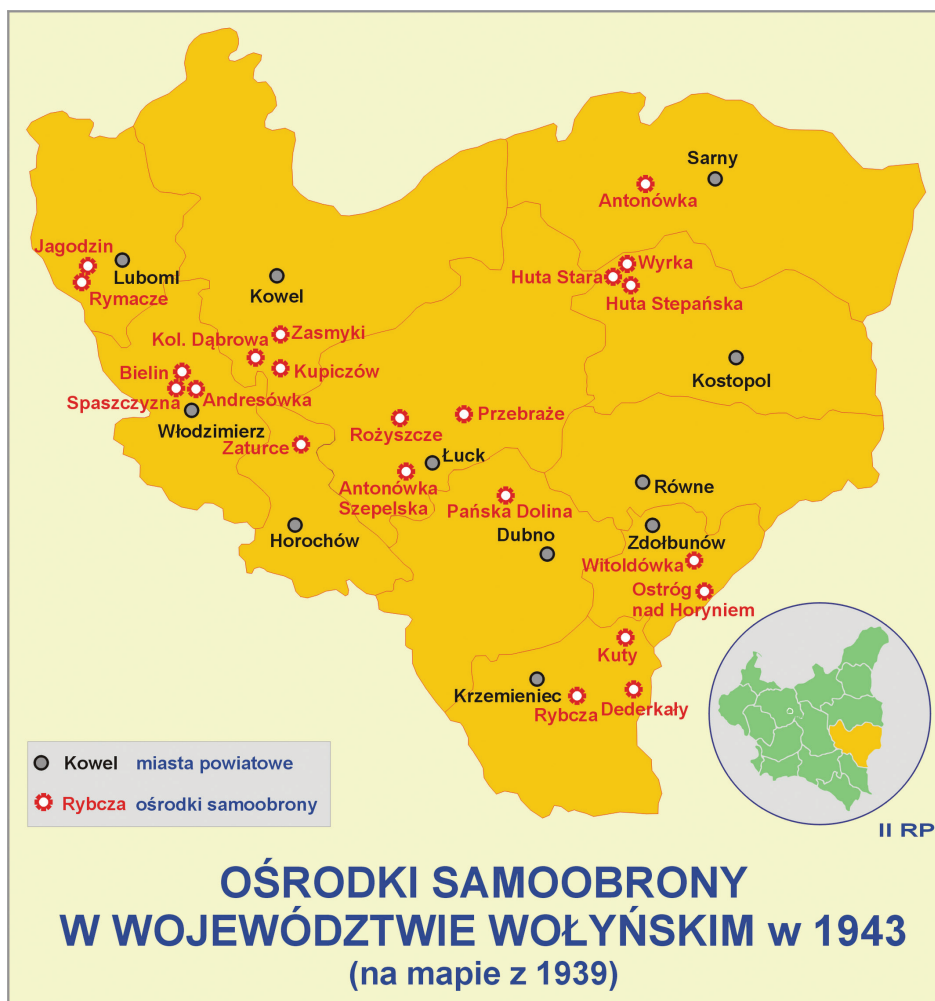 Sarny
Antonówka
Jagodzin
Luboml
Rymacze
Kowel
Wyrka
Huta Stara
Huta Stepańska
Zasmyki
Kol. Dąbrowa
Kupiczów
Kostopol
Bielin
Spaszczyzna
Andresówka
Włodzimierz
Przebraże
Rożyszcze
Zaturce
Łuck
Antonówka
Szepelska
Pańska Dolina
Równe
Horochów
Dubno
Zdołbunów
Witoldówka
Ostróg
nad Horyniem
Kuty
Krzemieniec
Rybcza
Dederkały
Kowel miasta powiatowe
Rybcza ośrodki samoobrony
II RP
OŚRODKI SAMOOBRONY
W WOJEWÓDZTWIE WOŁYŃSKIM w 1943
(na mapie z 1939)